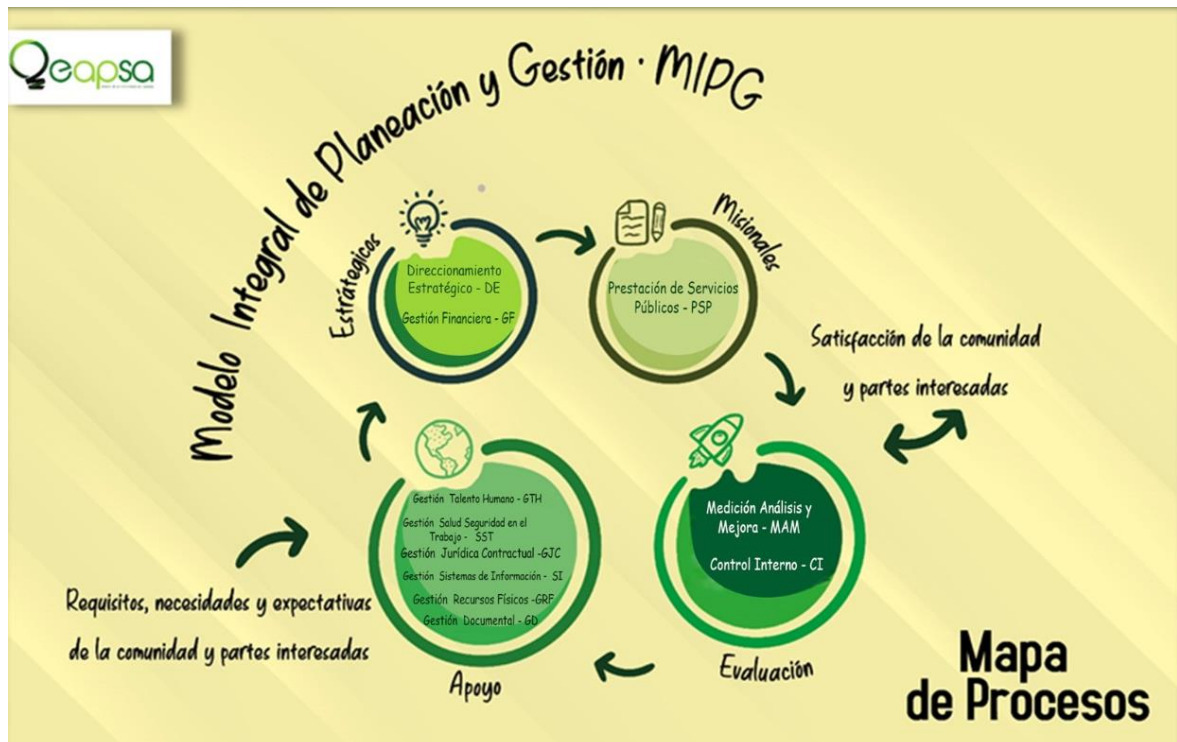 eapsa
Modelo Integral de Planeación y Gestión · MIPG
Estrátegicos
Direccionamiento
Estratégico - DE
Gestión Financiera - GF
Misionales
Prestación de Servicios
Públicos - PSP
Satisfacción de la comunidad
y partes interesadas
Gestión Talento Humano - GTH
Gestión Salud Seguridad en el
Trabajo - SST
Gestión Jurídica Contractual -GJC
Gestión Sistemas de Información - SI
Gestión Recursos Físicos -GRF
Gestión Documental - GD
Apoyo
Medición Análisis y
Mejora - MAM
Control Interno - CI
Evaluación
Requisitos, necesidades y expectativas
de la comunidad y partes interesadas
Mapa
de Procesos